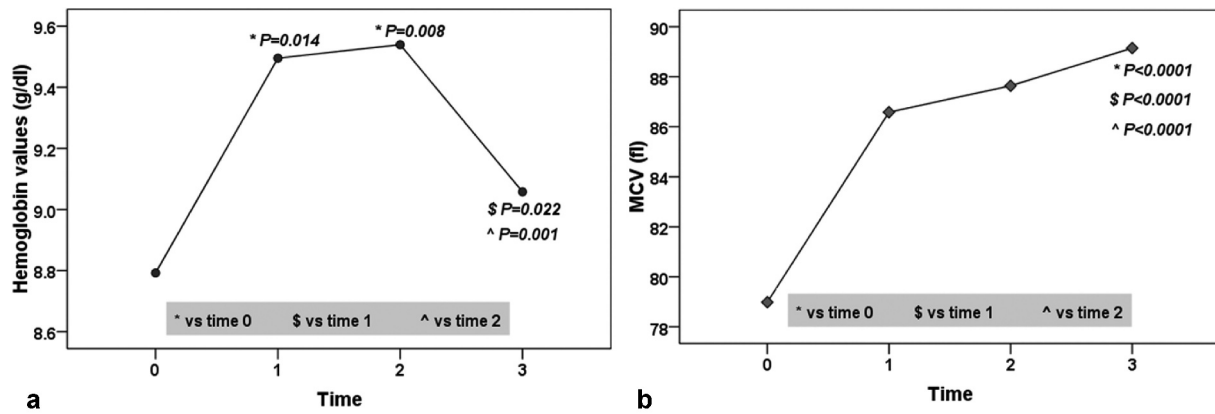 9.6
9.4
9.2
9.0
8.8
8.6
Hemoglobin values (g/dl)
* P=0.014
* P=0.008
$ P=0.022
^ P=0.001
* vs time 0 $ vs time 1 ^ vs time 2
0 1 2 3
Time
a
90
88
86
84
82
80
78
MCV (fl)
* P<0.0001
$ P<0.0001
^ P<0.0001
* vs time 0 $ vs time 1 ^ vs time 2
0 1 2 3
Time
b